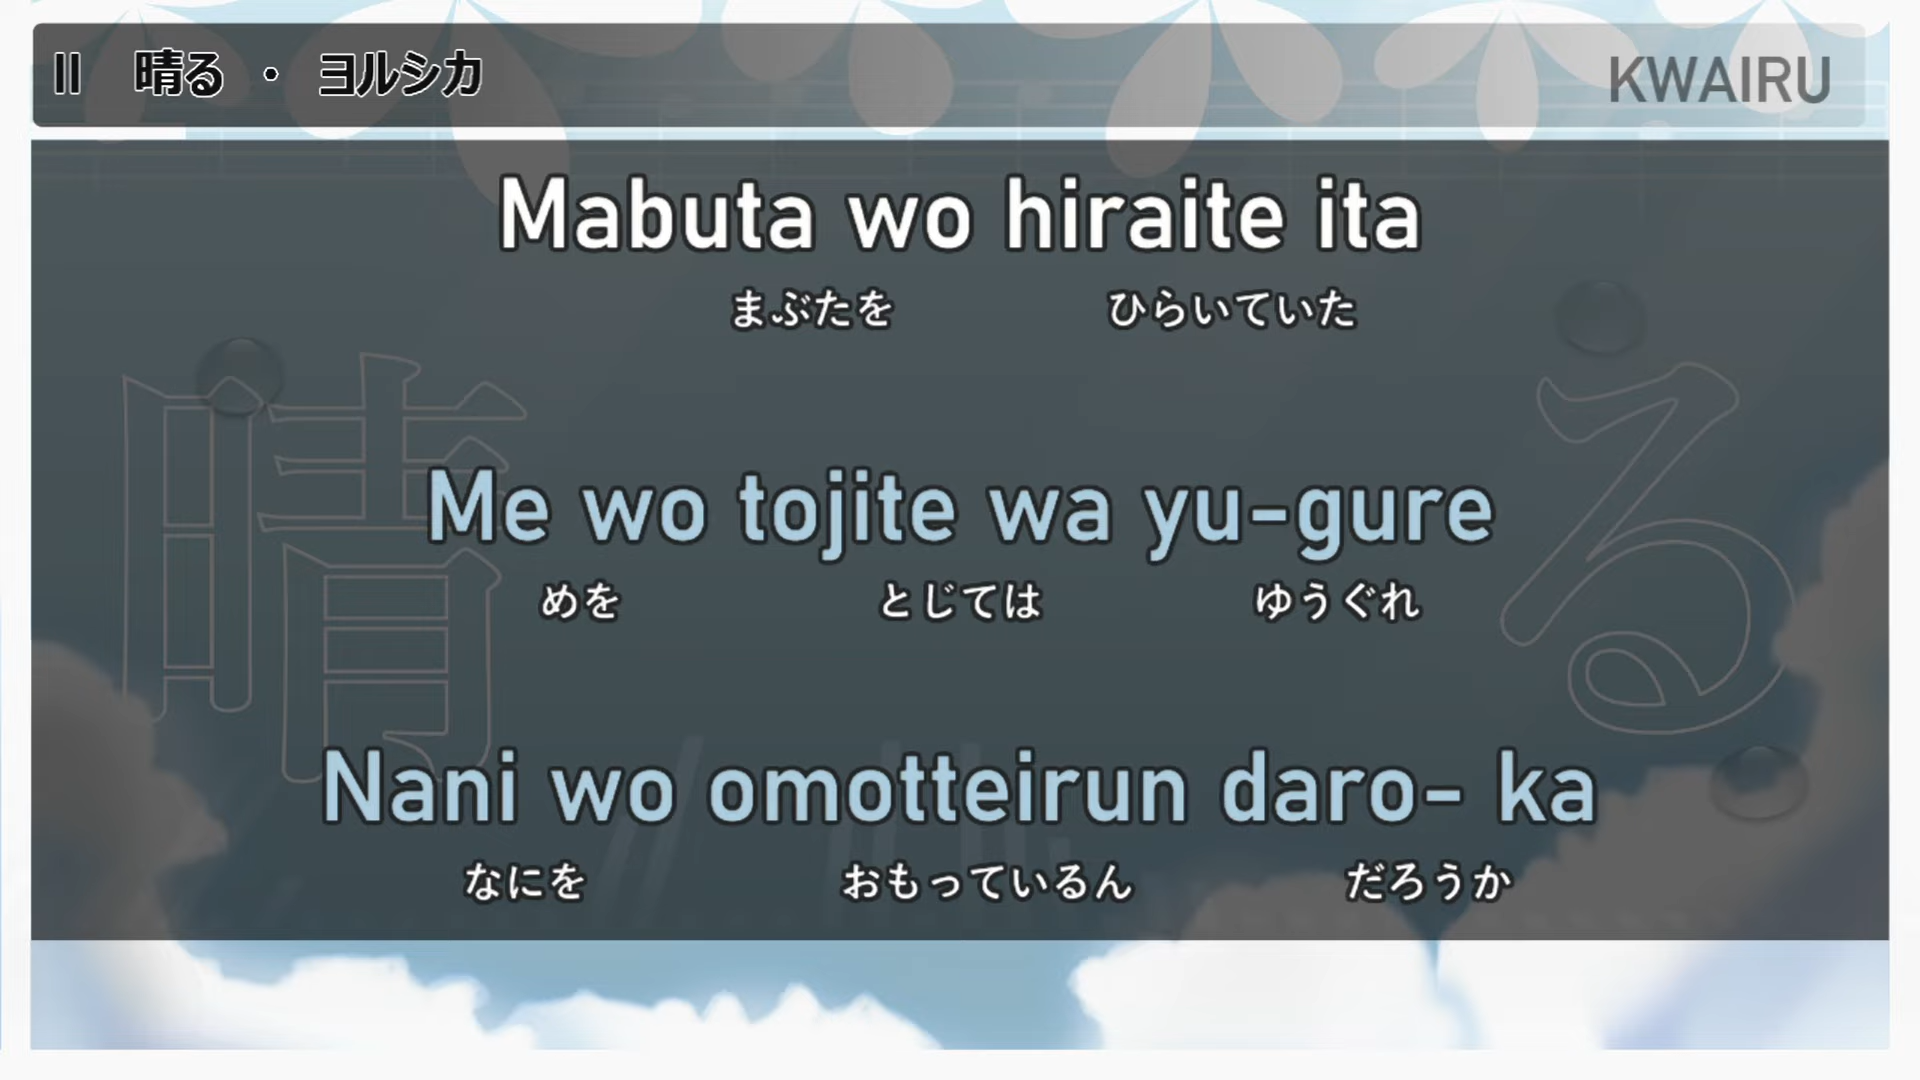 晴る ・ ヨルシカ
KWAIRU
Mabuta wo hiraite ita
まぶたを ひらいていた
晴る
Me wo tojite wa yu-gure
めを とじては ゆうぐれ
Nani wo omotteirun daro- ka
なにを おもっているん だろうか